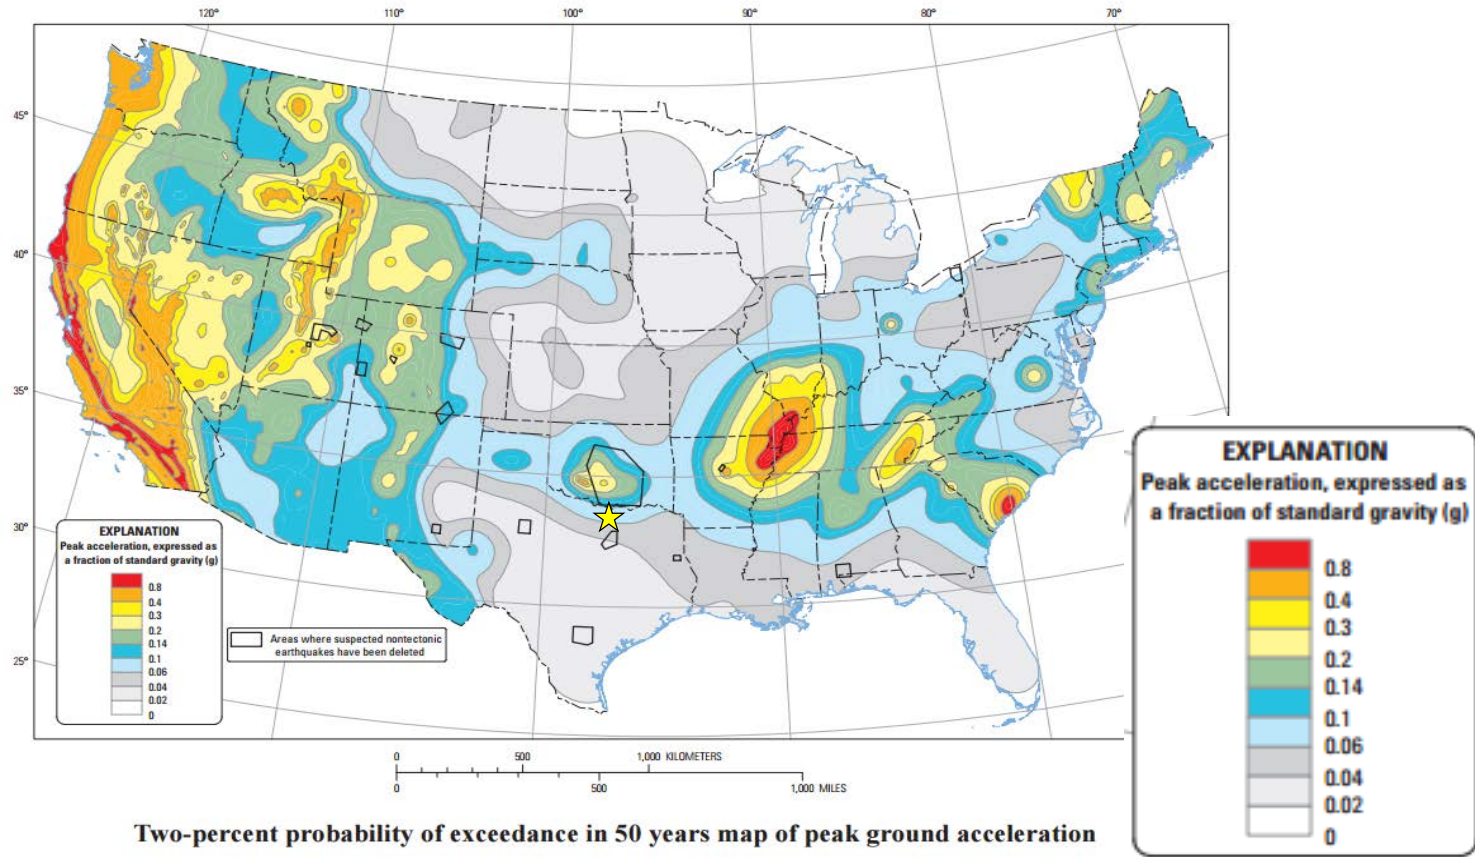 120°
110°
100°
90°
80°
70°
45°
40°
35°
30°
25°
EXPLANATION
Peak acceleration, expressed as
a fraction of standard gravity (g)
0.8
0.4
0.3
0.2
0.14
0.1
0.06
0.04
0.02
0
Areas where suspected nontectonic
earthquakes have been deleted
EXPLANATION
Peak acceleration, expressed as
a fraction of standard gravity (g)
0.8
0.4
0.3
0.2
0.14
0.1
0.06
0.04
0.02
0
0 500 1,000 KILOMETERS
0 500 1,000 MILES
Two-percent probability of exceedance in 50 years map of peak ground acceleration